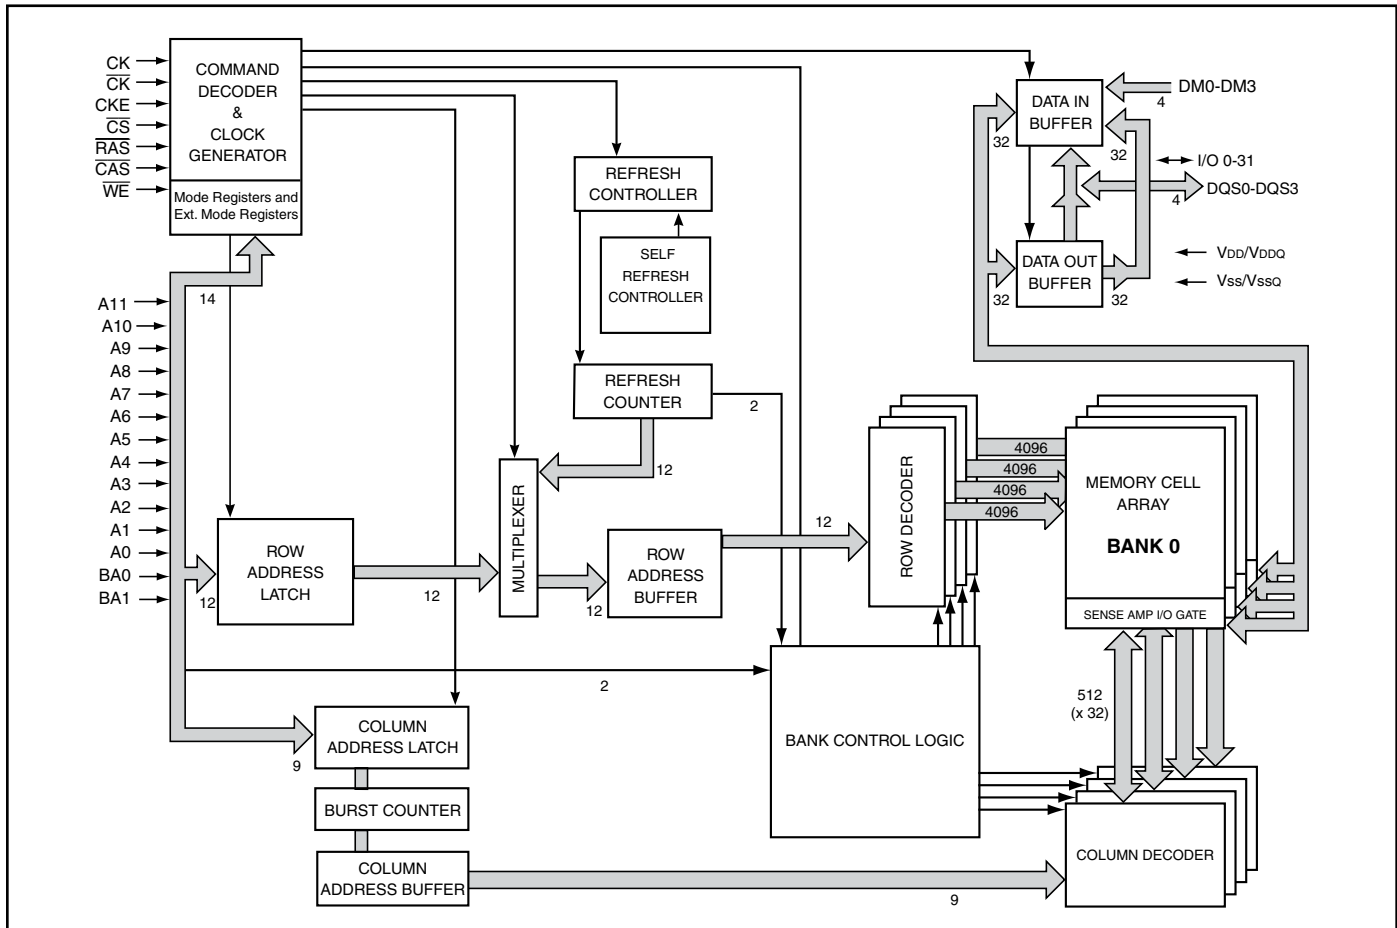 CK
CK
CKE
CS
RAS
CAS
WE
COMMAND
DECODER
&
CLOCK
GENERATOR
Mode Registers and
Ext. Mode Registers
14
A11
A10
A9
A8
A7
A6
A5
A4
A3
A2
A1
A0
BA0
BA1
12
ROW
ADDRESS
LATCH
12
REFRESH
CONTROLLER
SELF
REFRESH
CONTROLLER
REFRESH
COUNTER
2
12
MULTIPLEXER
12
ROW
ADDRESS
BUFFER
12
2
9
COLUMN
ADDRESS LATCH
BURST COUNTER
COLUMN
ADDRESS BUFFER
9
BANK CONTROL LOGIC
ROW DECODER
4096
4096
4096
4096
MEMORY CELL
ARRAY
BANK 0
SENSE AMP I/O GATE
512
(x 32)
COLUMN DECODER
DATA IN
BUFFER
DM0-DM3
4
32
32
I/O 0-31
DQS0-DQS3
4
DATA OUT
BUFFER
32
32
VDD/VDDQ
VSS/VSSQ